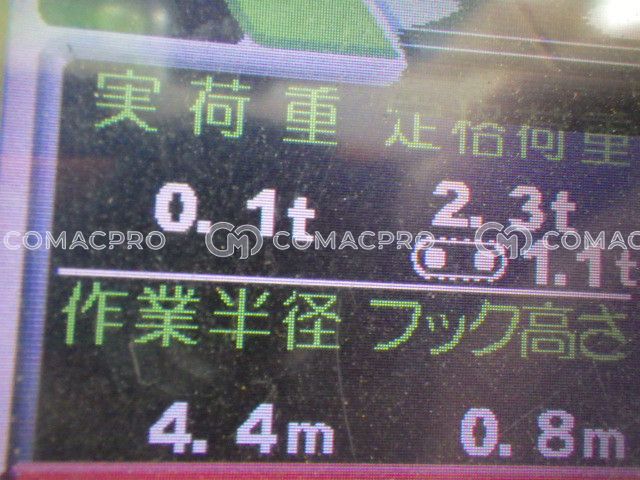 実荷重 定格荷重
0.1t 2.3t
COMACPRO COMACPRO COMACPRO
1.1t
作業半径 フック高さ
4.4m 0.8m